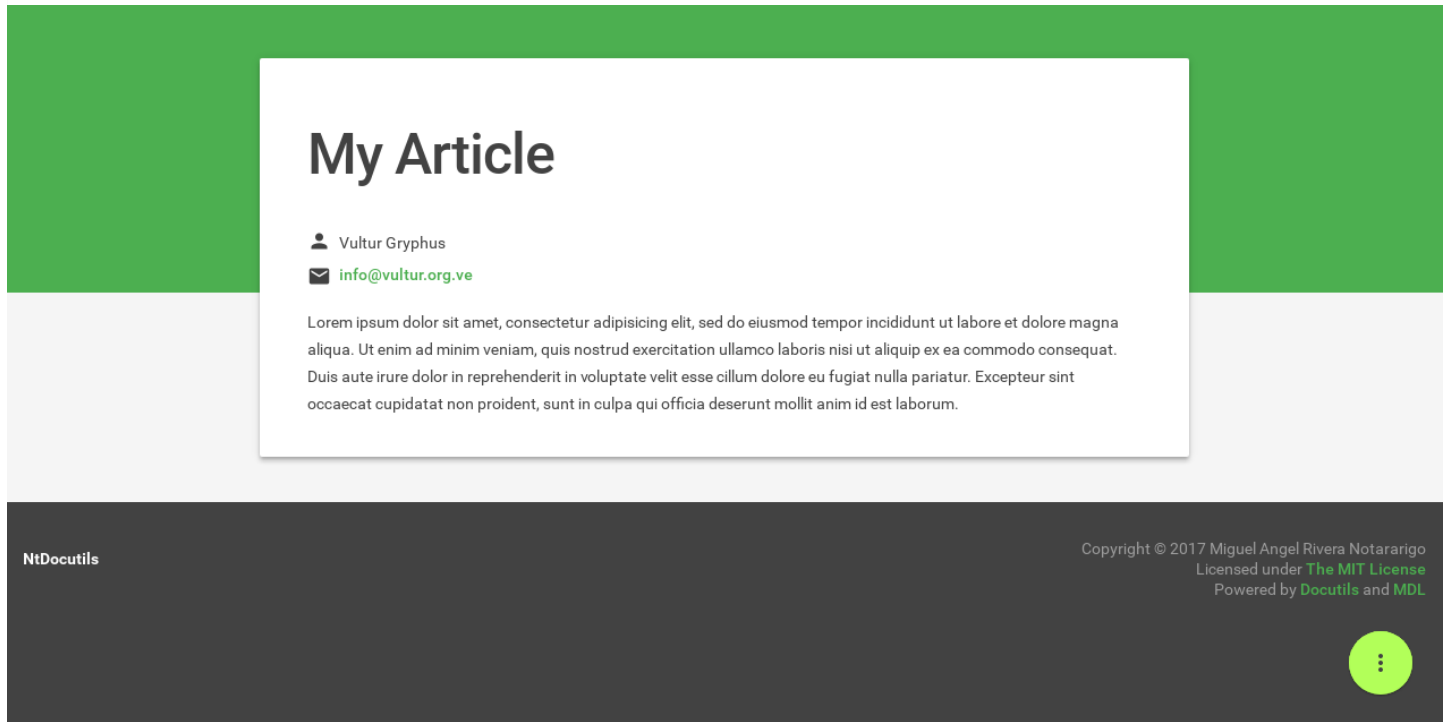 My Article
Vultur Gryphus
info@vultur.org.ve
Lorem ipsum dolor sit amet, consectetur adipisicing elit, sed do eiusmod tempor incididunt ut labore et dolore magna
aliqua. Ut enim ad minim veniam, quis nostrud exercitation ullamco laboris nisi ut aliquip ex ea commodo consequat.
Duis aute irure dolor in reprehenderit in voluptate velit esse cillum dolore eu fugiat nulla pariatur. Excepteur sint
occaecat cupidatat non proident, sunt in culpa qui officia deserunt mollit anim id est laborum.
NtDocutils
Copyright © 2017 Miguel Angel Rivera Notararigo
Licensed under The MIT License
Powered by Docutils and MDL